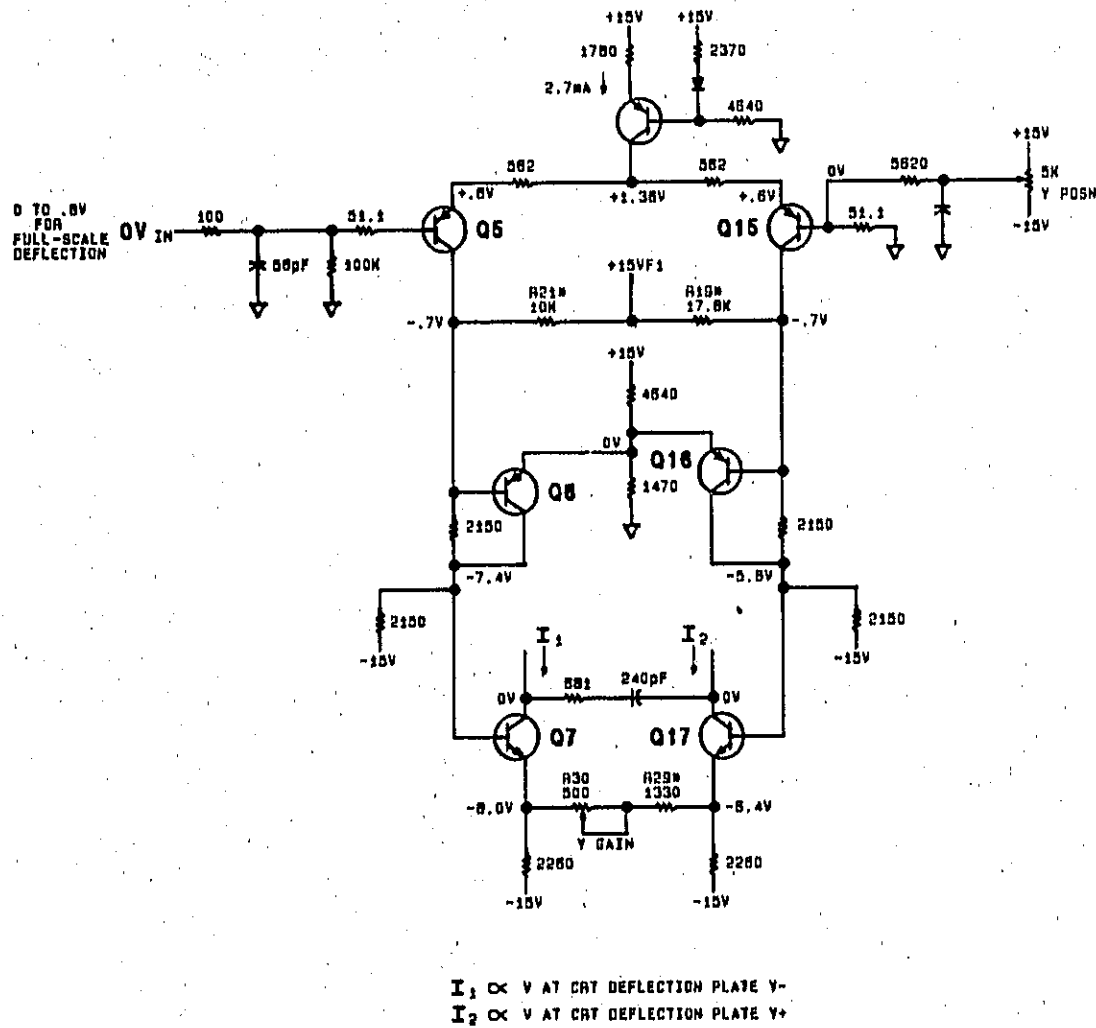 +15V
+15V
1780
2370
2.7MA
4640
562
562
+15V
5620
0V
5K
Y POSN
+.6V
+1.36V
+.6V
-15V
0 TO .8V
FOR
FULL-SCALE
DEFLECTION
0V IN
100
51.1
Q5
Q15
51.1
56pF
100K
+15VF1
R21*
10K
R19*
17.8K
-.7V
-.7V
+15V
4640
0V
Q16
Q8
1470
2150
2150
-7.4V
-5.8V
2150
2150
-15V
-15V
I1
I2
240pF
0V
681
0V
Q7
Q17
R30
500
R29*
1330
-8.0V
-6.4V
Y GAIN
2260
2260
-15V
-15V
I1 ∝ V AT CRT DEFLECTION PLATE Y-
I2 ∝ V AT CRT DEFLECTION PLATE Y+